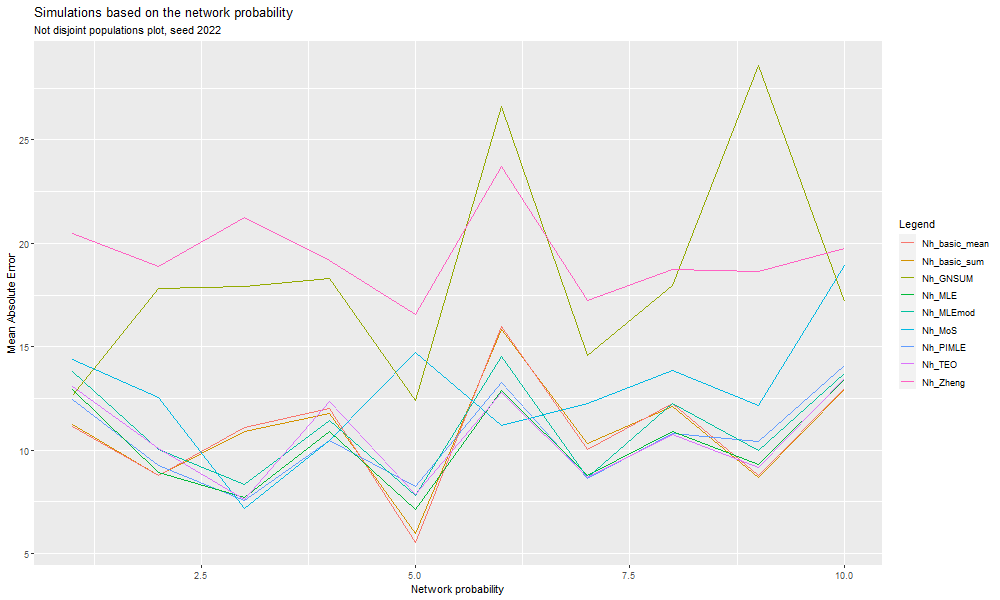 Simulations based on the network probability
Not disjoint populations plot, seed 2022
Mean Absolute Error
25
20
15
10
5
2.5
5.0
7.5
10.0
Network probability
Legend
Nh_basic_mean
Nh_basic_sum
Nh_GNSUM
Nh_MLE
Nh_MLEmod
Nh_MoS
Nh_PIMLE
Nh_TEO
Nh_Zheng